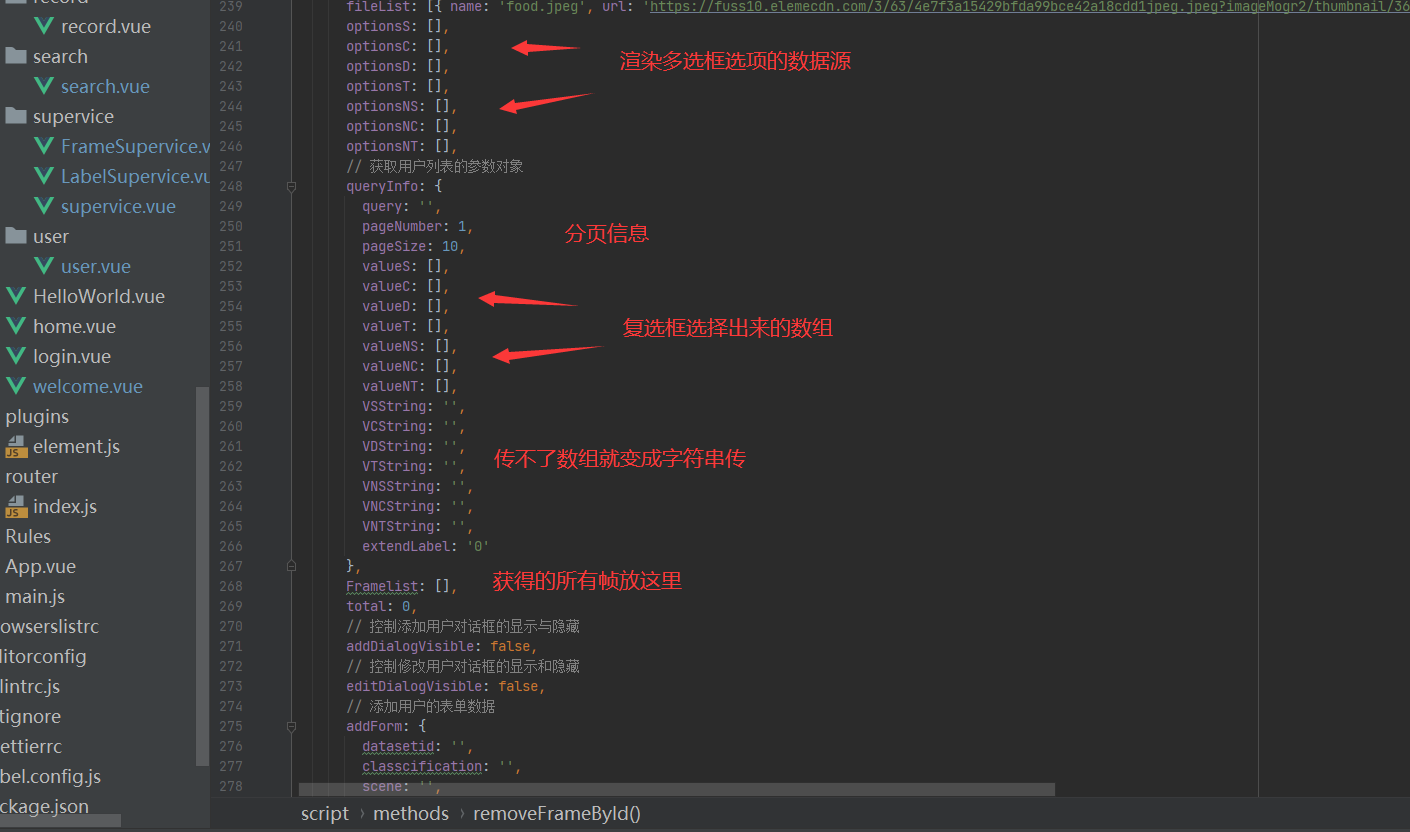 record
record.vue
search
search.vue
supervice
FrameSupervice.v
LabelSupervice.vu
supervice.vue
user
user.vue
HelloWorld.vue
home.vue
login.vue
welcome.vue
plugins
element.js
router
index.js
Rules
App.vue
main.js
owserslistrc
litorconfig
lintrc.js
tignore
ettierrc
bel.config.js
ckage.json
239 fileList: [{ name: 'food.jpeg', url: 'https://fuss10.elemecdn.com/3/63/4e7f3a15429bfda99bce42a18cdd1jpeg.jpeg?imageMogr2/thumbnail/36
240 optionsS: [],
241 optionsC: [],
渲染多选框选项的数据源
242 optionsD: [],
243 optionsT: [],
244 optionsNS: [],
245 optionsNC: [],
246 optionsNT: [],
247 // 获取用户列表的参数对象
248 queryInfo: {
249 query: '',
250 pageNumber: 1,
分页信息
251 pageSize: 10,
252 valueS: [],
253 valueC: [],
254 valueD: [],
255 valueT: [],
复选框选择出来的数组
256 valueNS: [],
257 valueNC: [],
258 valueNT: [],
259 VSString: '',
260 VCString: '',
261 VDString: '',
262 VTString: '',
传不了数组就变成字符串传
263 VNSString: '',
264 VNCString: '',
265 VNTString: '',
266 extendLabel: '0'
267 },
268 Framelist: [],
获得的所有帧放这里
269 total: 0,
270 // 控制添加用户对话框的显示与隐藏
271 addDialogVisible: false,
272 // 控制修改用户对话框的显示和隐藏
273 editDialogVisible: false,
274 // 添加用户的表单数据
275 addForm: {
276 datasetid: '',
277 classcification: '',
278 scene: '',
script › methods › removeFrameById()